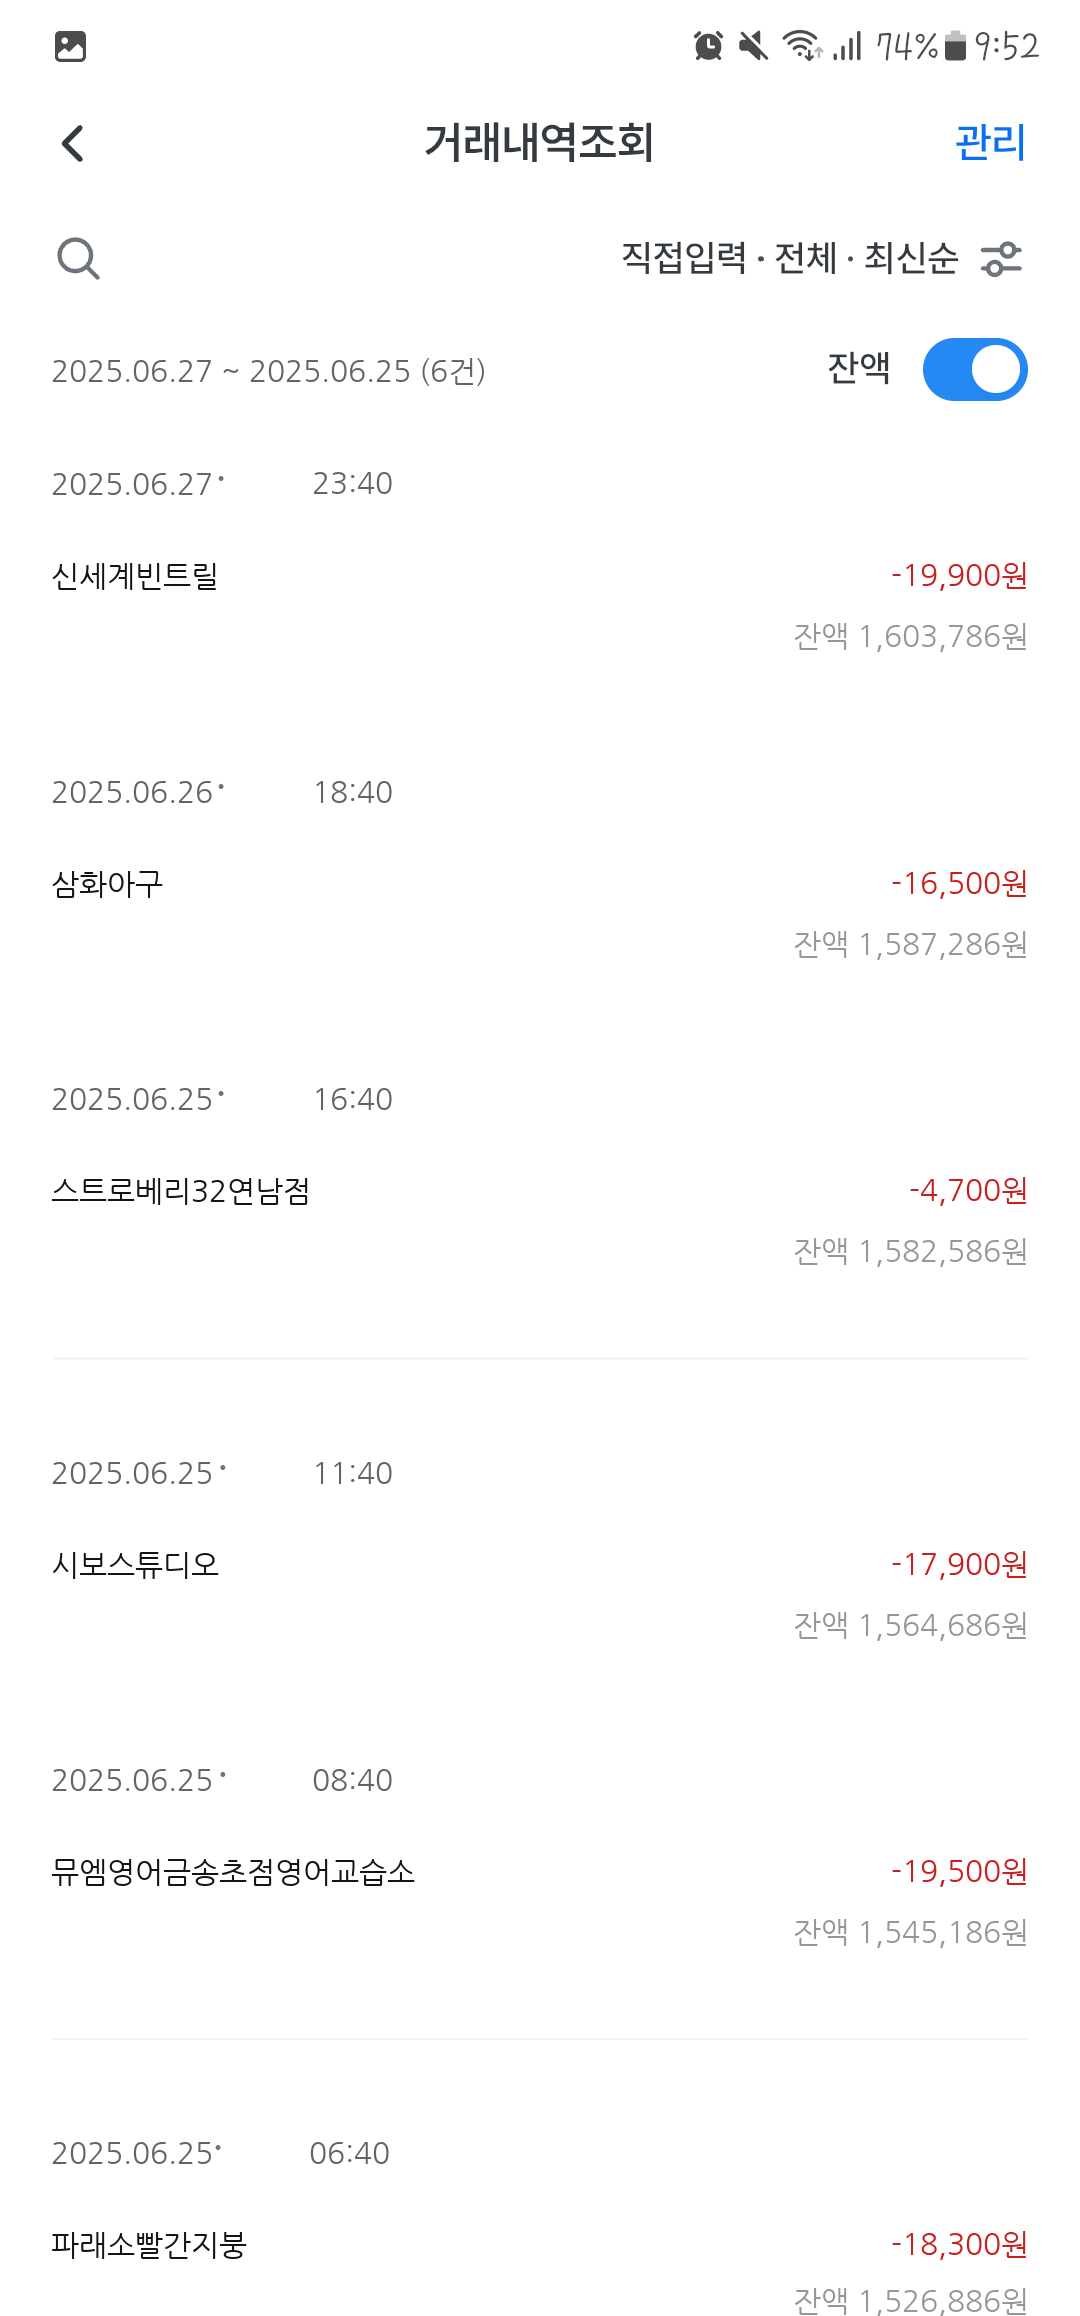 74% 9:52
거래내역조회
관리
직접입력 · 전체 · 최신순
2025.06.27 ~ 2025.06.25 (6건)
잔액
2025.06.27· 23:40
신세계빈트릴
-19,900원
잔액 1,603,786원
2025.06.26· 18:40
삼화아구
-16,500원
잔액 1,587,286원
2025.06.25· 16:40
스트로베리32연남점
-4,700원
잔액 1,582,586원
2025.06.25· 11:40
시보스튜디오
-17,900원
잔액 1,564,686원
2025.06.25· 08:40
뮤엠영어금송초점영어교습소
-19,500원
잔액 1,545,186원
2025.06.25· 06:40
파래소빨간지붕
-18,300원
잔액 1,526,886원